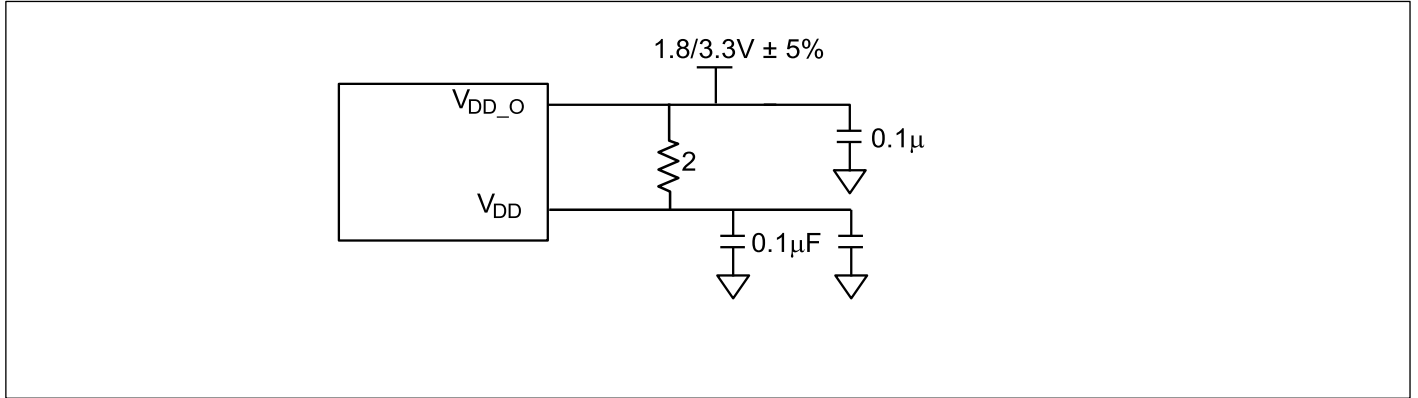 1.8/3.3V ± 5%
VDD_O
0.1μ
2
VDD
0.1μF